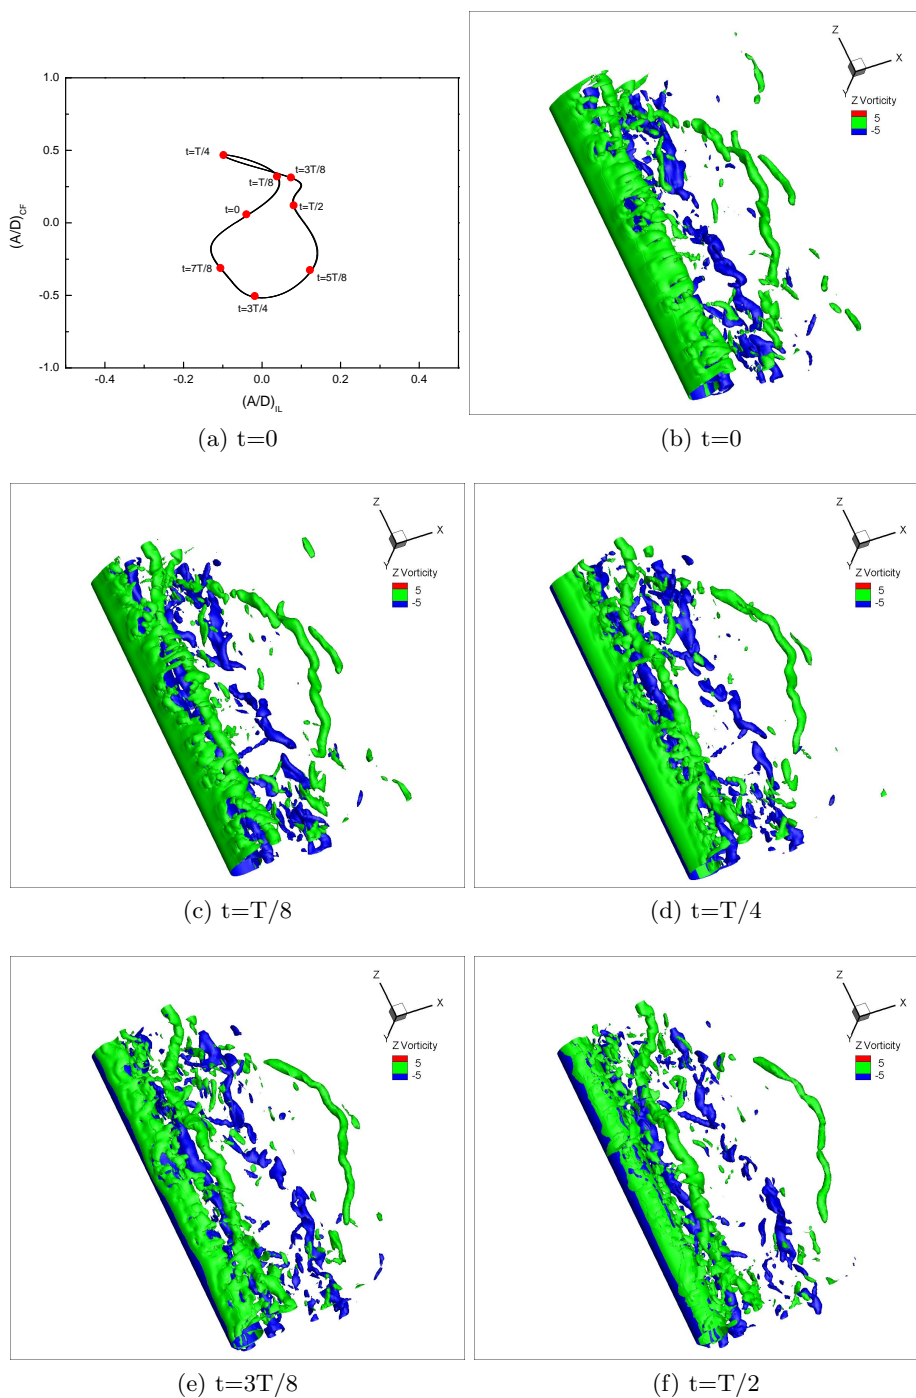 1.0
0.5
0.0
-0.5
-1.0
(A/D)CF
t=T/4
t=3T/8
t=T/8
t=T/2
t=0
t=7T/8
t=5T/8
t=3T/4
-0.4
-0.2
0.0
0.2
0.4
(A/D)IL
(a) t=0
Z
X
Y
Z Vorticity
5
-5
(b) t=0
Z
X
Y
Z Vorticity
5
-5
(c) t=T/8
Z
X
Y
Z Vorticity
5
-5
(d) t=T/4
Z
X
Y
Z Vorticity
5
-5
(e) t=3T/8
Z
X
Y
Z Vorticity
5
-5
(f) t=T/2